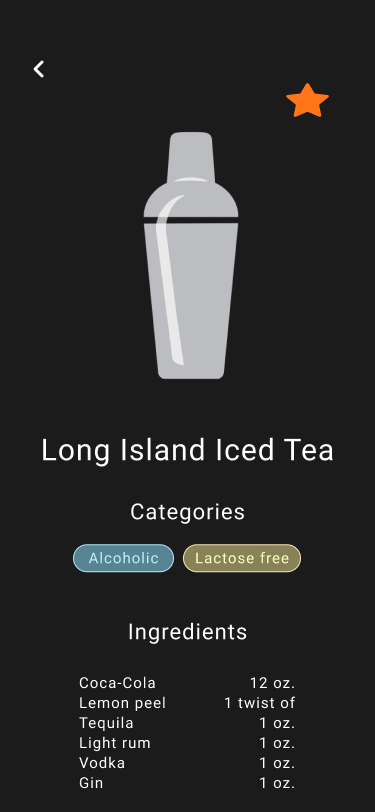 Long Island Iced Tea
Categories
Alcoholic Lactose free
Ingredients
Coca-Cola 12 oz.
Lemon peel 1 twist of
Tequila 1 oz.
Light rum 1 oz.
Vodka 1 oz.
Gin 1 oz.